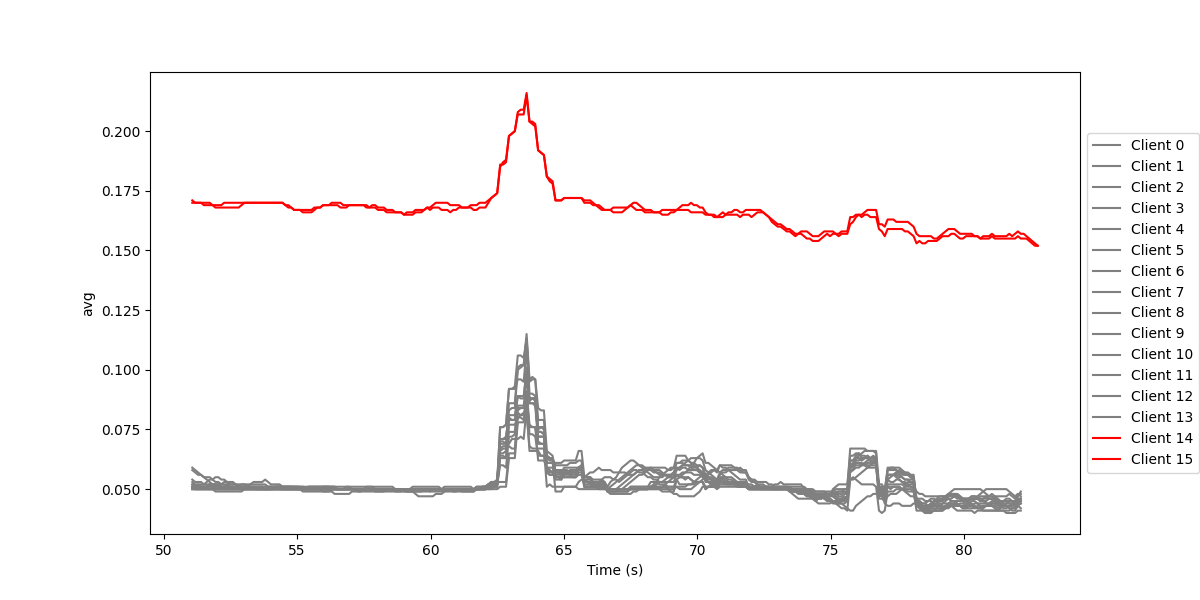 0.200
0.175
0.150
0.125
0.100
0.075
0.050
avg
50
55
60
65
70
75
80
Time (s)
Client 0
Client 1
Client 2
Client 3
Client 4
Client 5
Client 6
Client 7
Client 8
Client 9
Client 10
Client 11
Client 12
Client 13
Client 14
Client 15